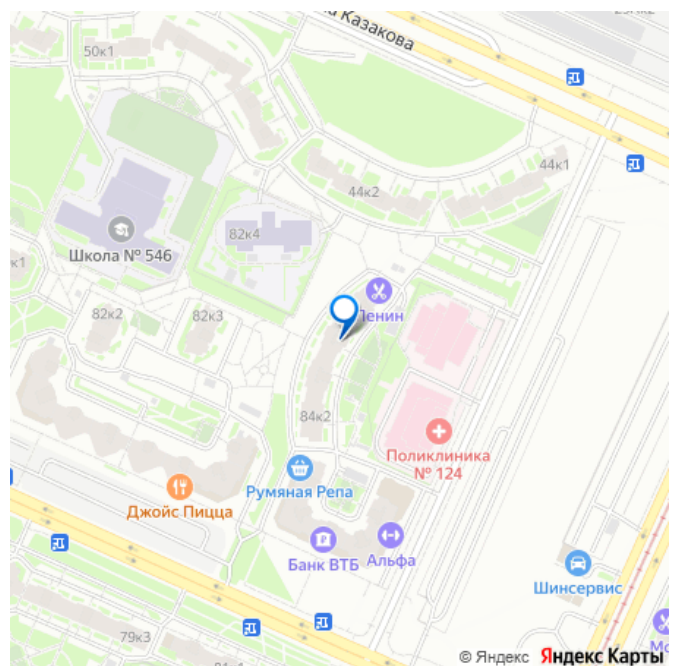 Казакова
50к1
44к1
44к2
82к4
Школа № 546
к1
Ленин
82к2
82к3
84к2
Поликлиника
№ 124
Румяная Репа
Джойс Пицца
Банк ВТБ
Альфа
Шинсервис
79к3
© Яндекс Яндекс Карты